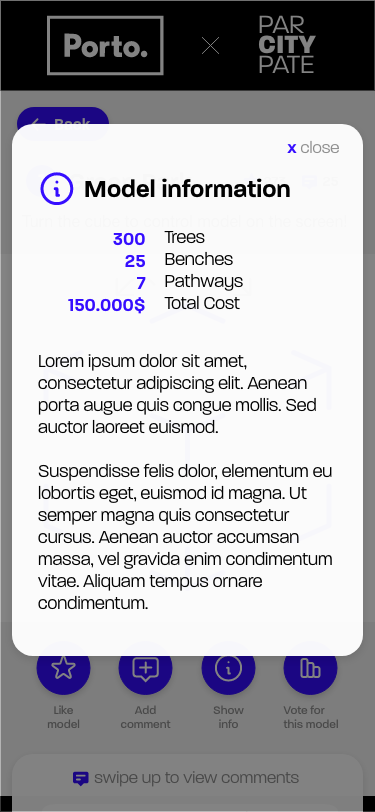 Porto.
PAR
CITY
PATE
Back
x close
Model information
300 Trees
25 Benches
7 Pathways
150.000$ Total Cost
Lorem ipsum dolor sit amet,
consectetur adipiscing elit. Aenean
porta augue quis congue mollis. Sed
auctor laoreet euismod.
Suspendisse felis dolor, elementum eu
lobortis eget, euismod id magna. Ut
semper magna quis consectetur
cursus. Aenean auctor accumsan
massa, vel gravida enim condimentum
vitae. Aliquam tempus ornare
condimentum.
Like
model
Add
comment
Show
info
Vote for
this model
swipe up to view comments